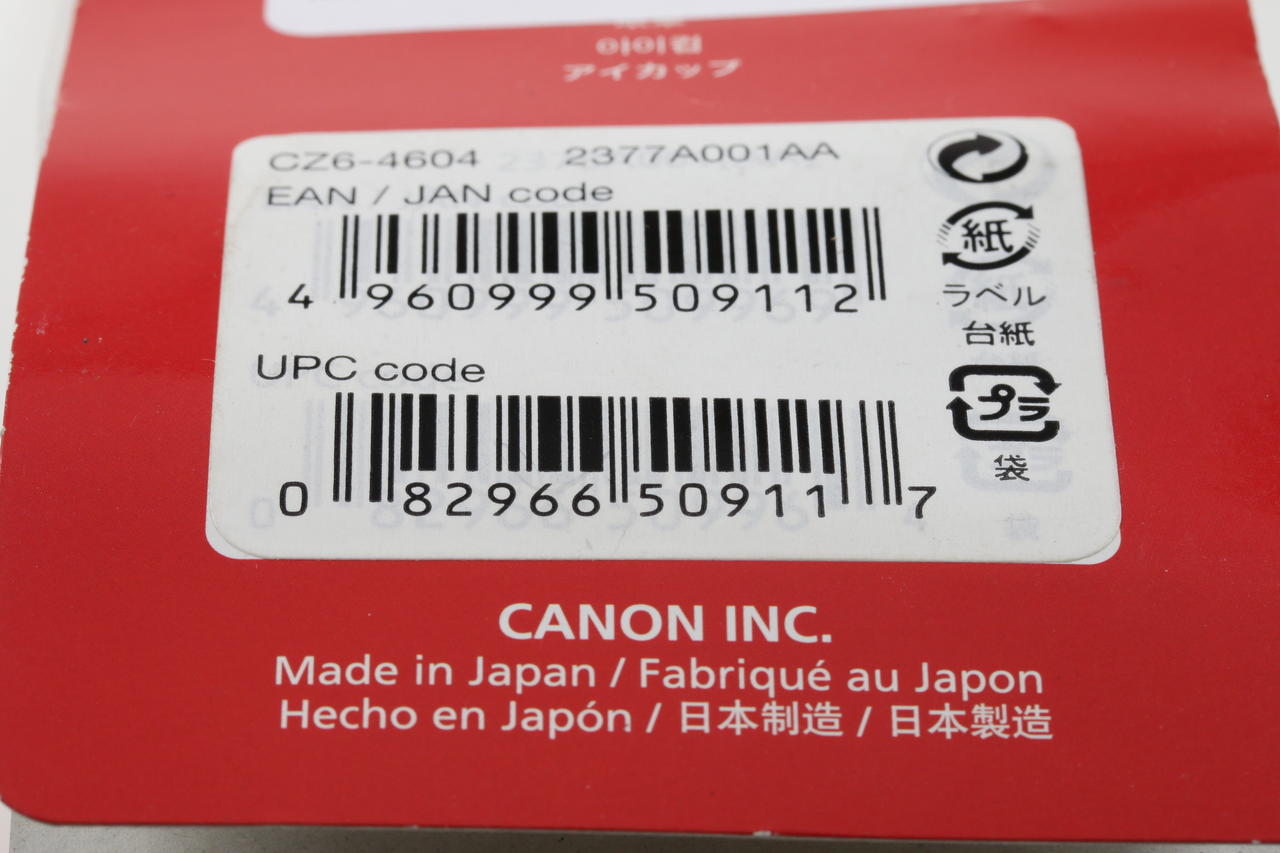 아이컵
アイカップ
CZ6-4604 2377A001AA
EAN / JAN code
4 960999 509112
紙
ラベル
台紙
UPC code
0 82966 50911 7
プラ
袋
CANON INC.
Made in Japan / Fabriqué au Japon
Hecho en Japón / 日本制造 / 日本製造